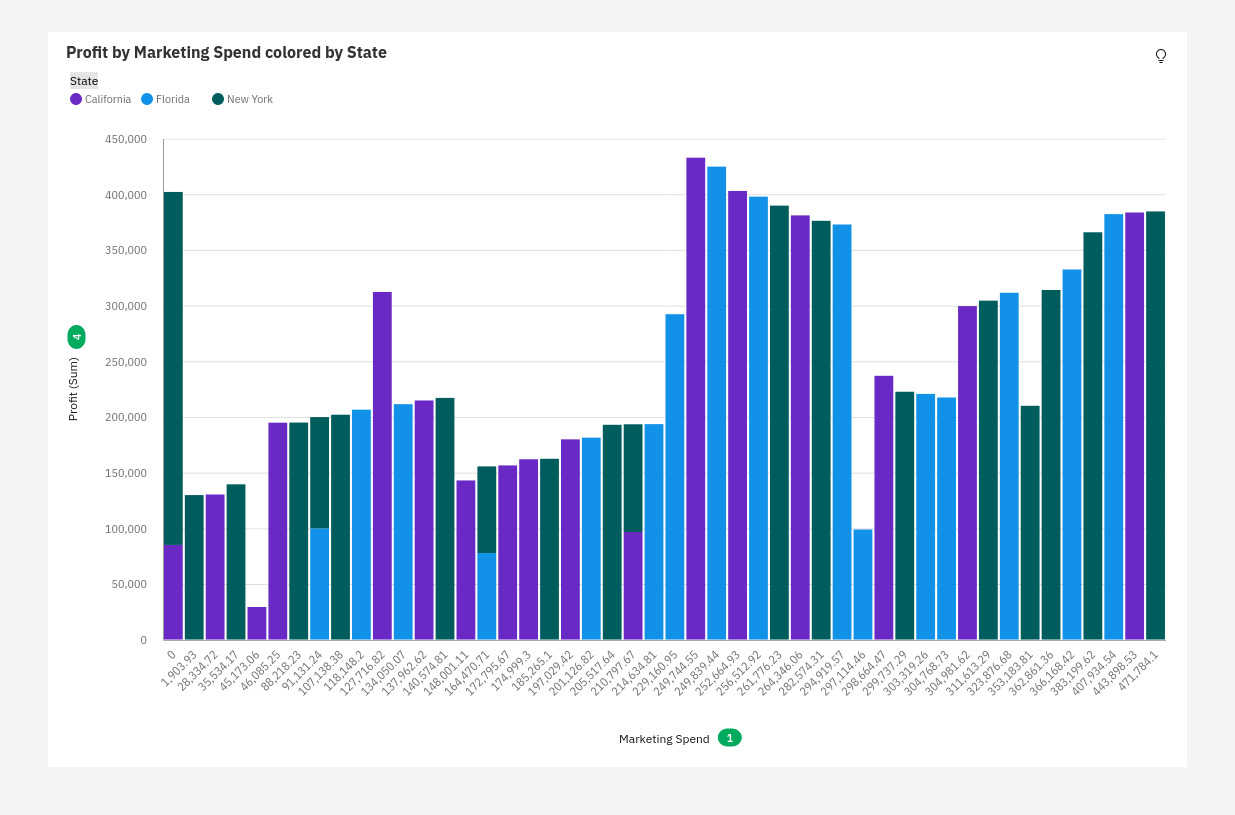 Profit by Marketing Spend colored by State
State
California Florida New York
450,000
400,000
350,000
300,000
250,000
200,000
150,000
100,000
50,000
0
Profit (Sum) 4
0 1,903.93 28,334.72 35,534.17 45,173.06 46,085.25 88,218.23 91,131.24 107,138.38 118,148.2 127,716.82 134,050.07 137,962.62 140,574.81 148,001.11 164,470.71 172,795.67 174,999.3 185,265.1 197,029.42 201,126.82 205,517.64 210,797.67 214,634.81 229,160.95 249,744.55 249,839.44 252,664.93 256,512.92 261,776.23 264,346.06 282,574.31 294,919.57 297,114.46 298,664.47 299,737.29 303,319.26 304,768.73 304,981.62 311,613.29 323,876.68 353,183.81 362,861.36 366,168.42 383,199.62 407,934.54 443,898.53 471,784.1
Marketing Spend 1